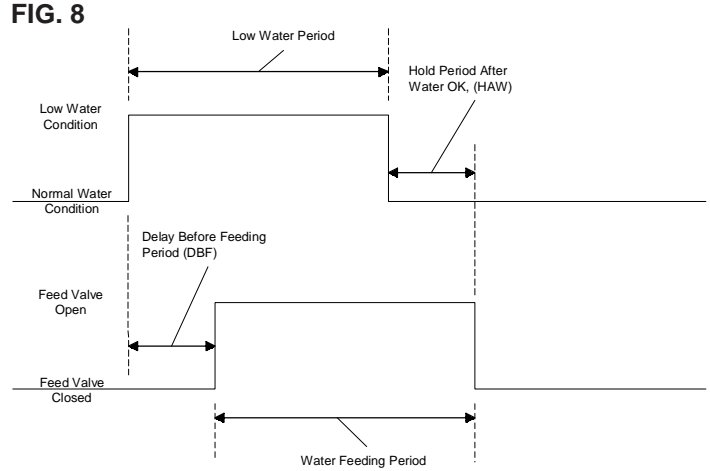 FIG. 8
Low Water Period
Hold Period After
Water OK, (HAW)
Low Water
Condition
Normal Water
Condition
Delay Before Feeding
Period (DBF)
Feed Valve
Open
Feed Valve
Closed
Water Feeding Period